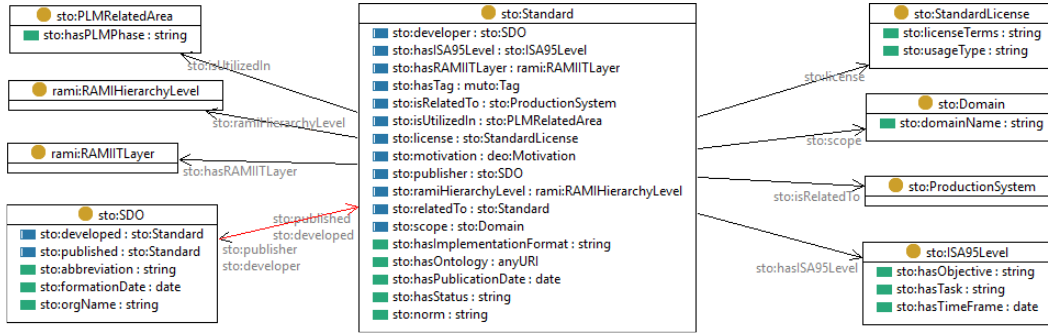 sto:PLMRelatedArea
sto:hasPLMPhase : string
rami:RAMIHierarchyLevel
rami:RAMIITLayer
sto:SDO
sto:developed : sto:Standard
sto:published : sto:Standard
sto:abbreviation : string
sto:formationDate : date
sto:orgName : string
sto:isUtilizedIn
sto:ramiHierarchyLevel
sto:hasRAMIITLayer
sto:published
sto:developed
sto:publisher
sto:developer
sto:Standard
sto:developer : sto:SDO
sto:hasISA95Level : sto:ISA95Level
sto:hasRAMIITLayer : rami:RAMIITLayer
sto:hasTag : muto:Tag
sto:isRelatedTo : sto:ProductionSystem
sto:isUtilizedIn : sto:PLMRelatedArea
sto:license : sto:StandardLicense
sto:motivation : deo:Motivation
sto:publisher : sto:SDO
sto:ramiHierarchyLevel : rami:RAMIHierarchyLevel
sto:relatedTo : sto:Standard
sto:scope : sto:Domain
sto:hasImplementationFormat : string
sto:hasOntology : anyURI
sto:hasPublicationDate : date
sto:hasStatus : string
sto:norm : string
sto:license
sto:scope
sto:isRelatedTo
sto:hasISA95Level
sto:StandardLicense
sto:licenseTerms : string
sto:usageType : string
sto:Domain
sto:domainName : string
sto:ProductionSystem
sto:ISA95Level
sto:hasObjective : string
sto:hasTask : string
sto:hasTimeFrame : date